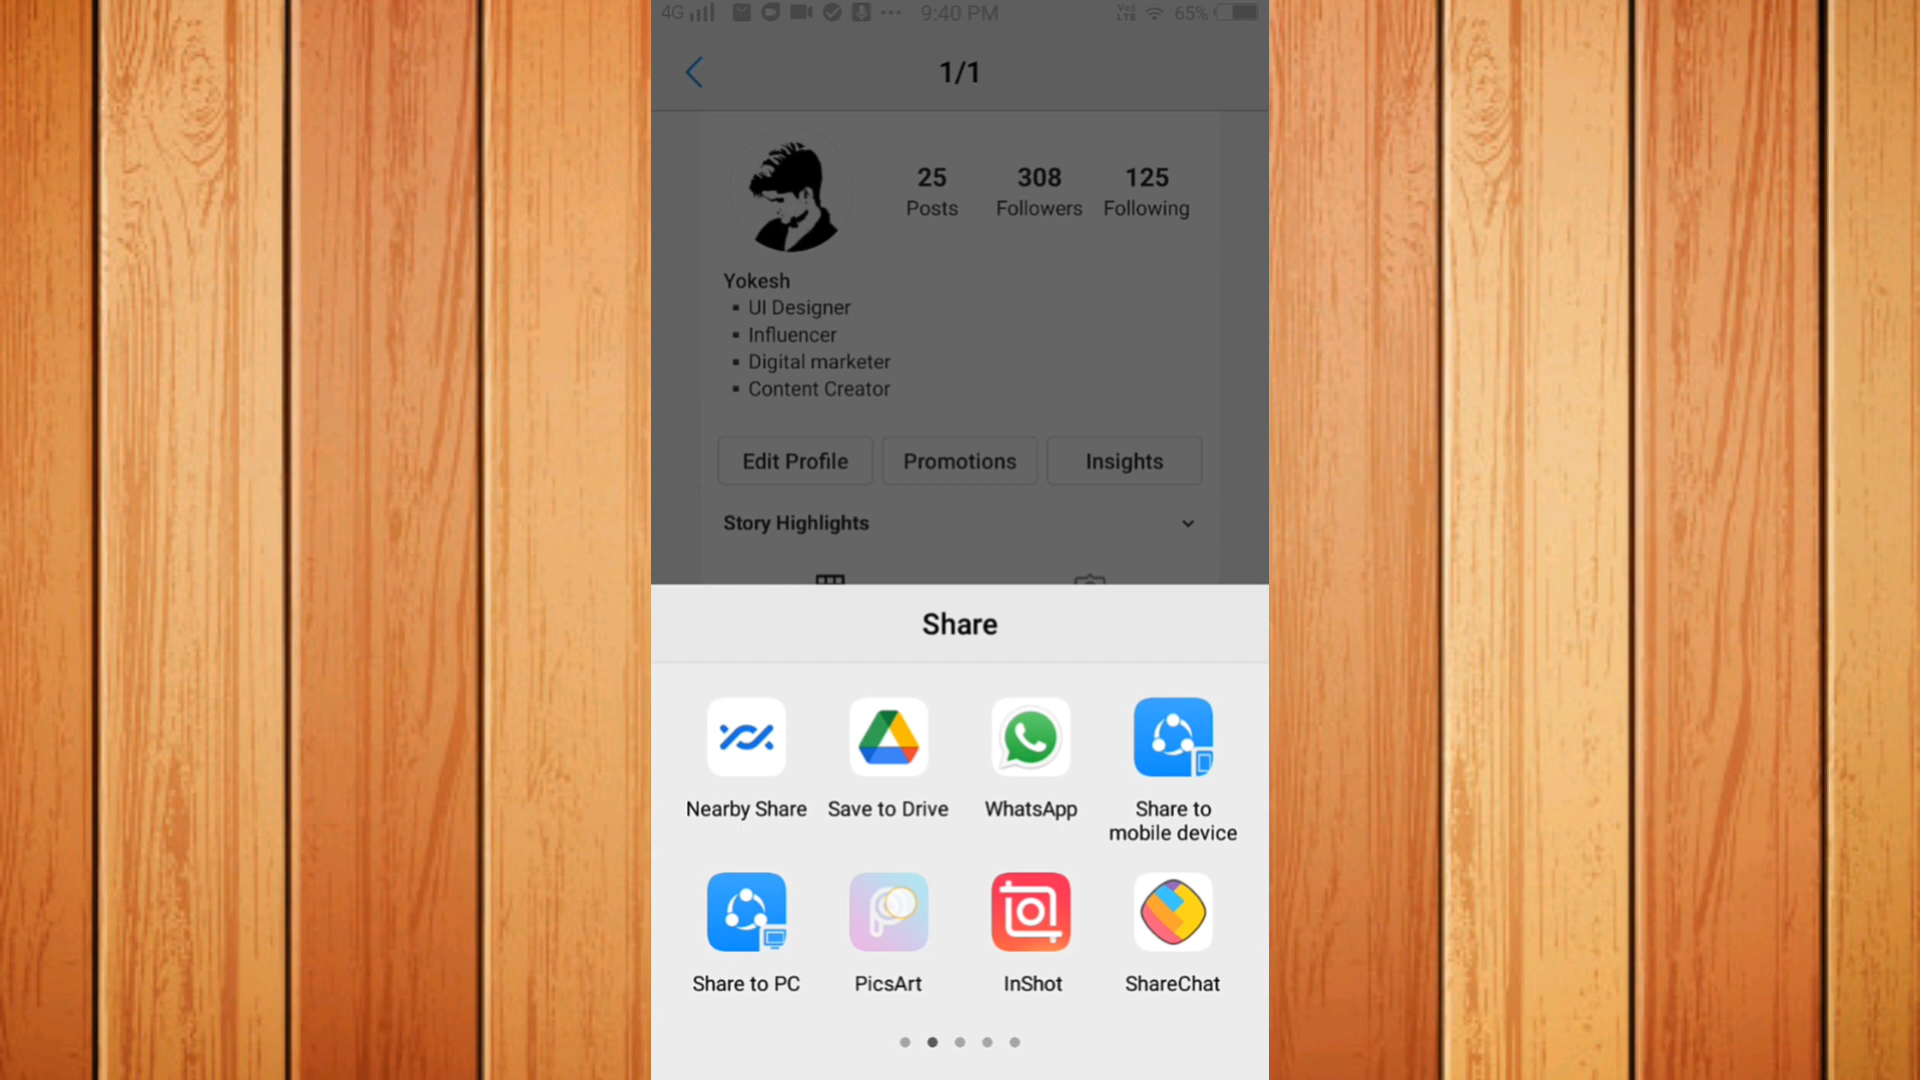 4G 9:40 PM VoLTE 65%
1/1
25 308 125
Posts Followers Following
Yokesh
▪ UI Designer
▪ Influencer
▪ Digital marketer
▪ Content Creator
Edit Profile Promotions Insights
Story Highlights
Share
Nearby Share Save to Drive WhatsApp Share to
mobile device
Share to PC PicsArt InShot ShareChat